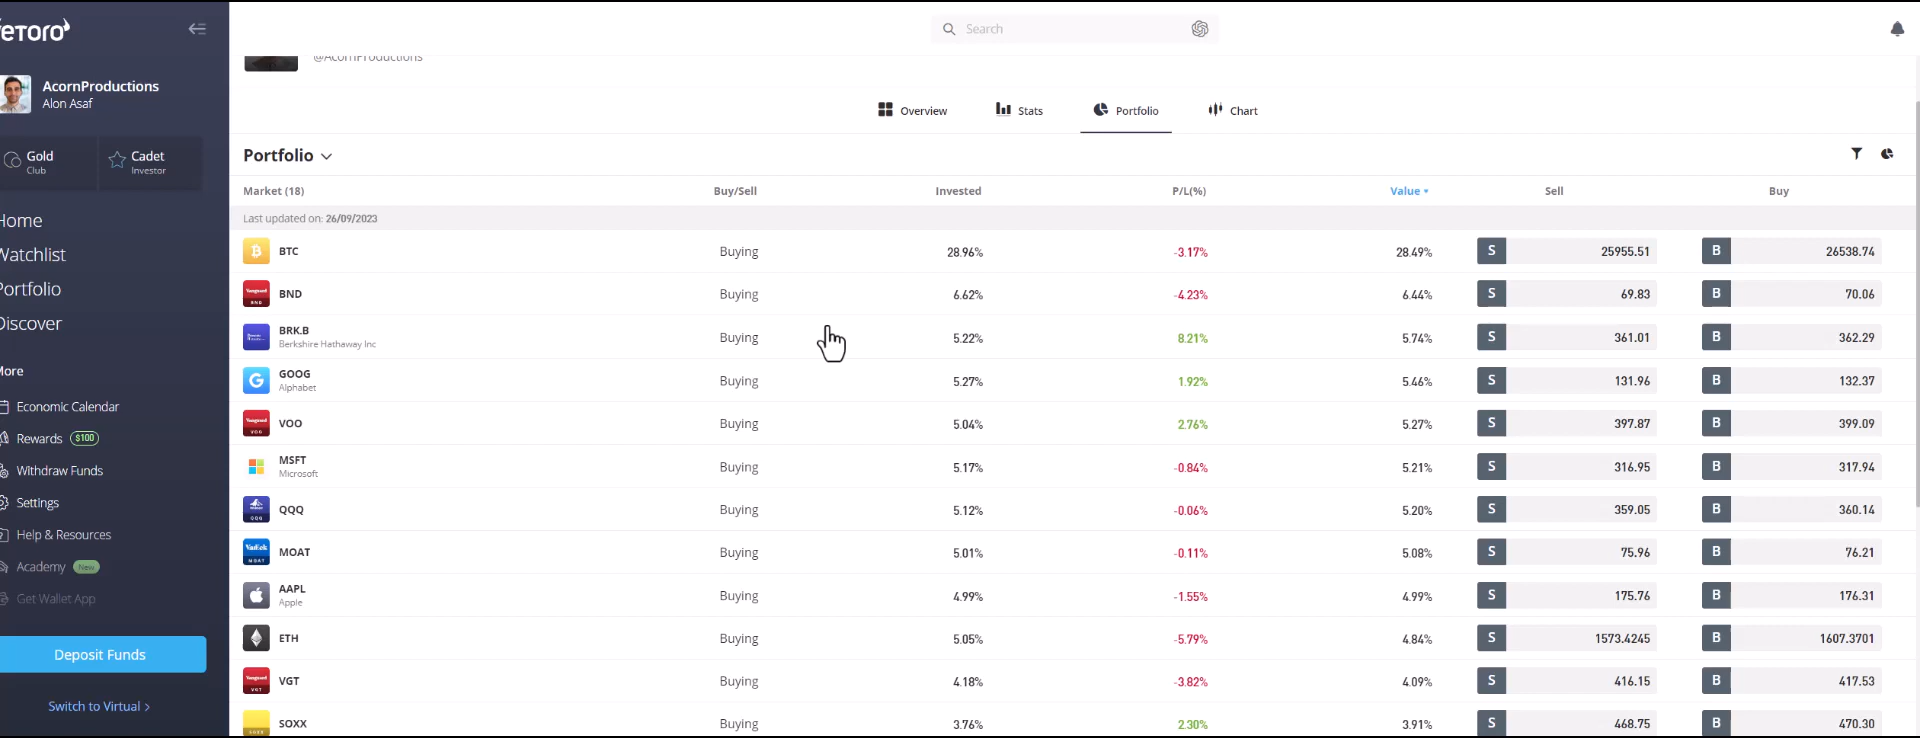 eTORO
Search
@AcornProductions
AcornProductions
Alon Asaf
Gold
Club
Cadet
Investor
Home
Watchlist
Portfolio
Discover
More
Economic Calendar
Rewards $100
Withdraw Funds
Settings
Help & Resources
Academy New
Get Wallet App
Deposit Funds
Switch to Virtual >
Overview Stats Portfolio Chart
Portfolio
Market (18) Buy/Sell Invested P/L(%) Value Sell Buy
Last updated on: 26/09/2023
BTC Buying 28.96% -3.17% 28.49% S 25955.51 B 26538.74
BND Buying 6.62% -4.23% 6.44% S 69.83 B 70.06
BRK.B Buying 5.22% 8.21% 5.74% S 361.01 B 362.29
Berkshire Hathaway Inc
GOOG Buying 5.27% 1.92% 5.46% S 131.96 B 132.37
Alphabet
VOO Buying 5.04% 2.76% 5.27% S 397.87 B 399.09
MSFT Buying 5.17% -0.84% 5.21% S 316.95 B 317.94
Microsoft
QQQ Buying 5.12% -0.06% 5.20% S 359.05 B 360.14
MOAT Buying 5.01% -0.11% 5.08% S 75.96 B 76.21
AAPL Buying 4.99% -1.55% 4.99% S 175.76 B 176.31
Apple
ETH Buying 5.05% -5.79% 4.84% S 1573.4245 B 1607.3701
VGT Buying 4.18% -3.82% 4.09% S 416.15 B 417.53
SOXX Buying 3.76% 2.30% 3.91% S 468.75 B 470.30